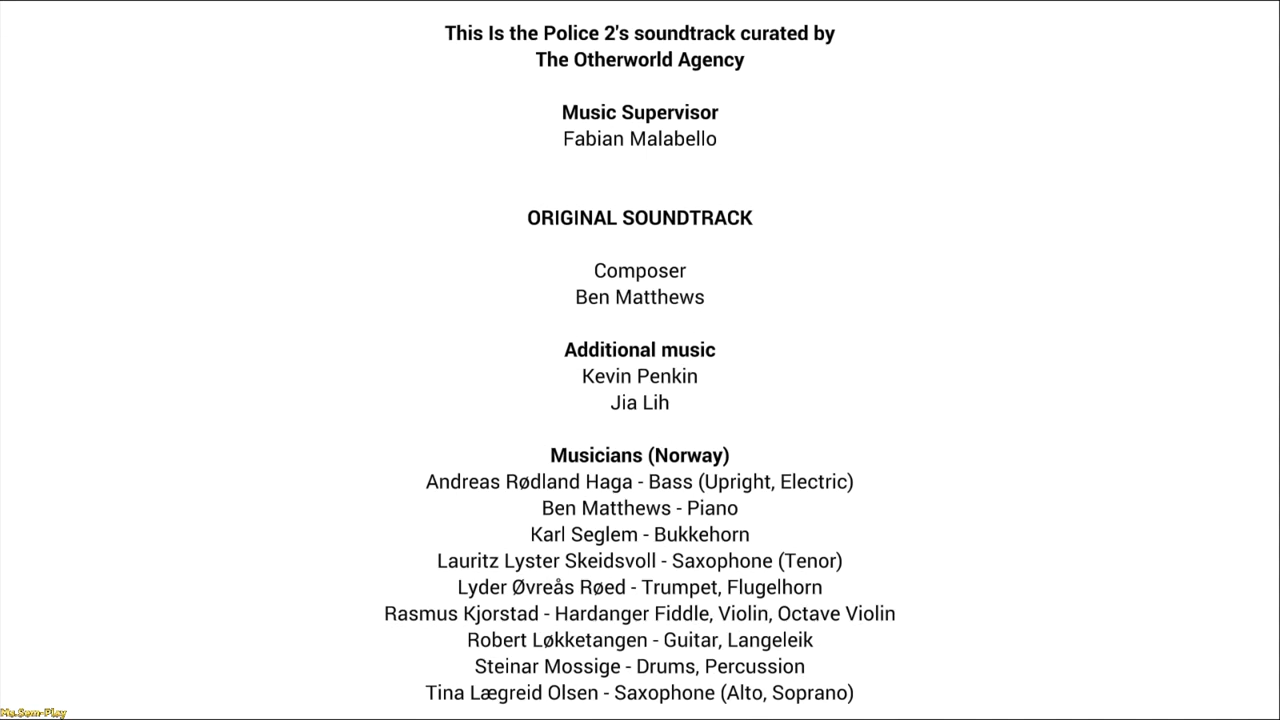 This Is the Police 2's soundtrack curated by
The Otherworld Agency
Music Supervisor
Fabian Malabello
ORIGINAL SOUNDTRACK
Composer
Ben Matthews
Additional music
Kevin Penkin
Jia Lih
Musicians (Norway)
Andreas Rødland Haga - Bass (Upright, Electric)
Ben Matthews - Piano
Karl Seglem - Bukkehorn
Lauritz Lyster Skeidsvoll - Saxophone (Tenor)
Lyder Øvreås Røed - Trumpet, Flugelhorn
Rasmus Kjorstad - Hardanger Fiddle, Violin, Octave Violin
Robert Løkketangen - Guitar, Langeleik
Steinar Mossige - Drums, Percussion
Tina Lægreid Olsen - Saxophone (Alto, Soprano)